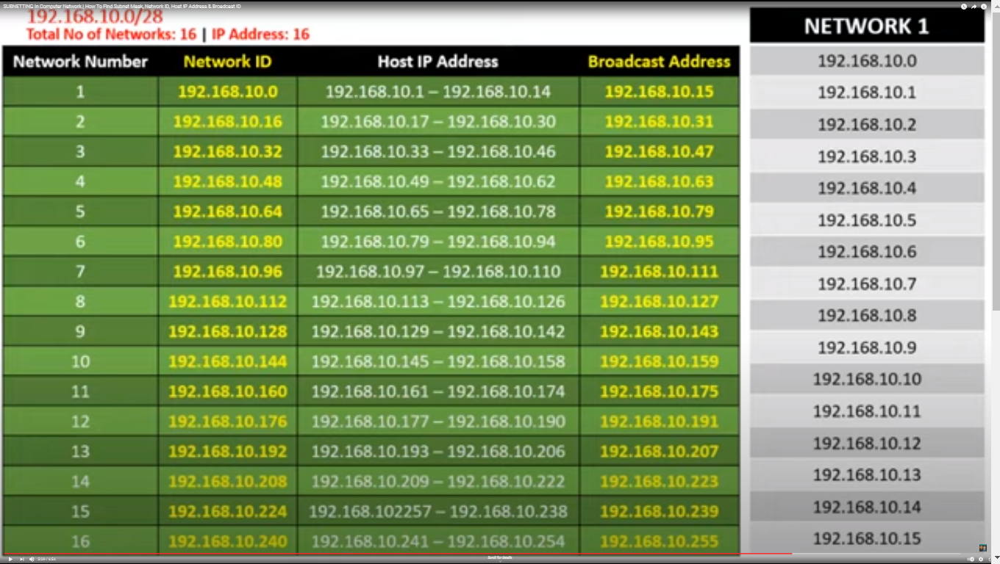 SUBNETTING In Computer Network | How To Find Subnet Mask, Network ID, Host IP Address & Broadcast ID
192.168.10.0/28
Total No of Networks: 16 | IP Address: 16
Network Number Network ID Host IP Address Broadcast Address
1 192.168.10.0 192.168.10.1 – 192.168.10.14 192.168.10.15
2 192.168.10.16 192.168.10.17 – 192.168.10.30 192.168.10.31
3 192.168.10.32 192.168.10.33 – 192.168.10.46 192.168.10.47
4 192.168.10.48 192.168.10.49 – 192.168.10.62 192.168.10.63
5 192.168.10.64 192.168.10.65 – 192.168.10.78 192.168.10.79
6 192.168.10.80 192.168.10.79 – 192.168.10.94 192.168.10.95
7 192.168.10.96 192.168.10.97 – 192.168.10.110 192.168.10.111
8 192.168.10.112 192.168.10.113 – 192.168.10.126 192.168.10.127
9 192.168.10.128 192.168.10.129 – 192.168.10.142 192.168.10.143
10 192.168.10.144 192.168.10.145 – 192.168.10.158 192.168.10.159
11 192.168.10.160 192.168.10.161 – 192.168.10.174 192.168.10.175
12 192.168.10.176 192.168.10.177 – 192.168.10.190 192.168.10.191
13 192.168.10.192 192.168.10.193 – 192.168.10.206 192.168.10.207
14 192.168.10.208 192.168.10.209 – 192.168.10.222 192.168.10.223
15 192.168.10.224 192.168.102257 – 192.168.10.238 192.168.10.239
16 192.168.10.240 192.168.10.241 – 192.168.10.254 192.168.10.255
NETWORK 1
192.168.10.0
192.168.10.1
192.168.10.2
192.168.10.3
192.168.10.4
192.168.10.5
192.168.10.6
192.168.10.7
192.168.10.8
192.168.10.9
192.168.10.10
192.168.10.11
192.168.10.12
192.168.10.13
192.168.10.14
192.168.10.15
Scroll for details